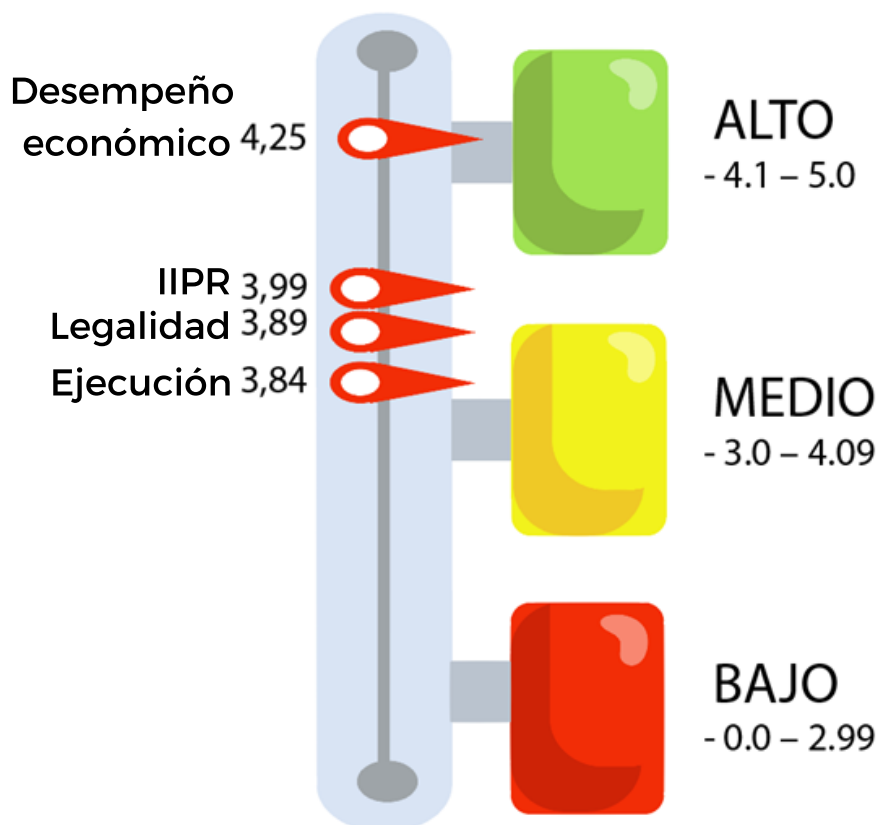 Desempeño
económico 4,25
ALTO
- 4.1 – 5.0
IIPR 3,99
Legalidad 3,89
Ejecución 3,84
MEDIO
- 3.0 – 4.09
BAJO
- 0.0 – 2.99